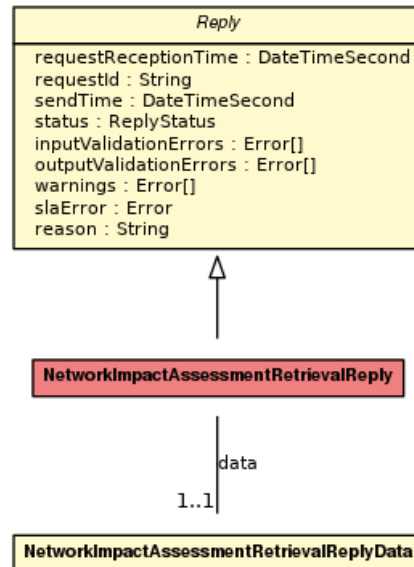 Reply
requestReceptionTime : DateTimeSecond
requestId : String
sendTime : DateTimeSecond
status : ReplyStatus
inputValidationErrors : Error[]
outputValidationErrors : Error[]
warnings : Error[]
slaError : Error
reason : String
NetworkImpactAssessmentRetrievalReply
data
1..1
NetworkImpactAssessmentRetrievalReplyData